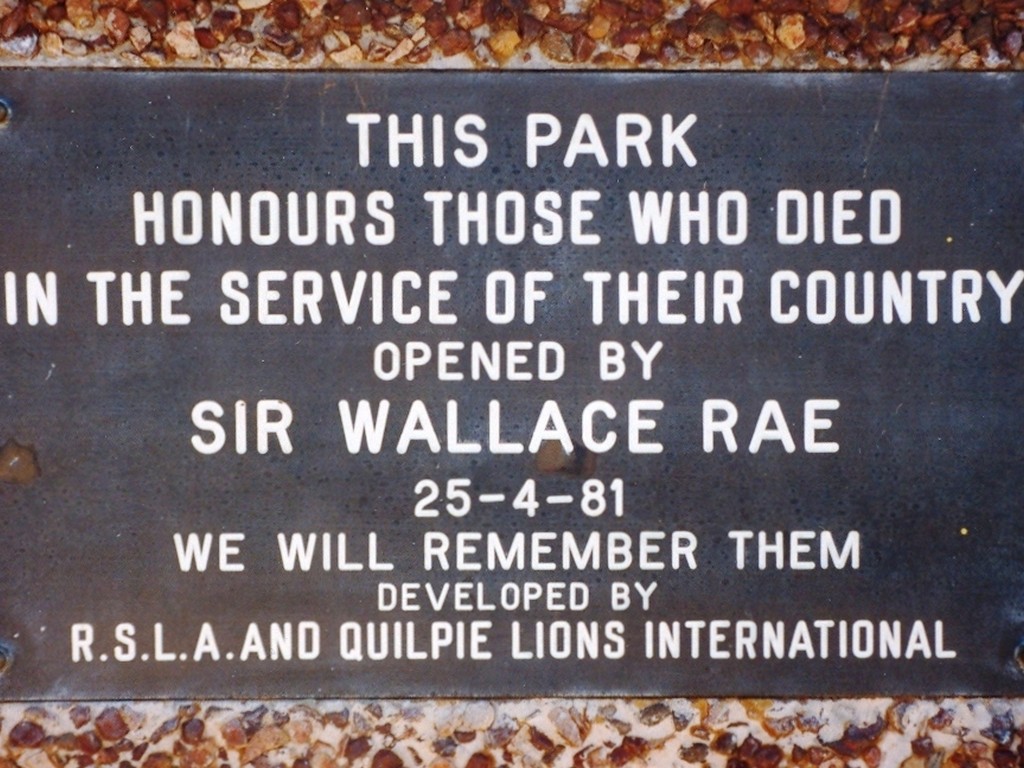 THIS PARK
HONOURS THOSE WHO DIED
IN THE SERVICE OF THEIR COUNTRY
OPENED BY
SIR WALLACE RAE
25-4-81
WE WILL REMEMBER THEM
DEVELOPED BY
R.S.L.A. AND QUILPIE LIONS INTERNATIONAL